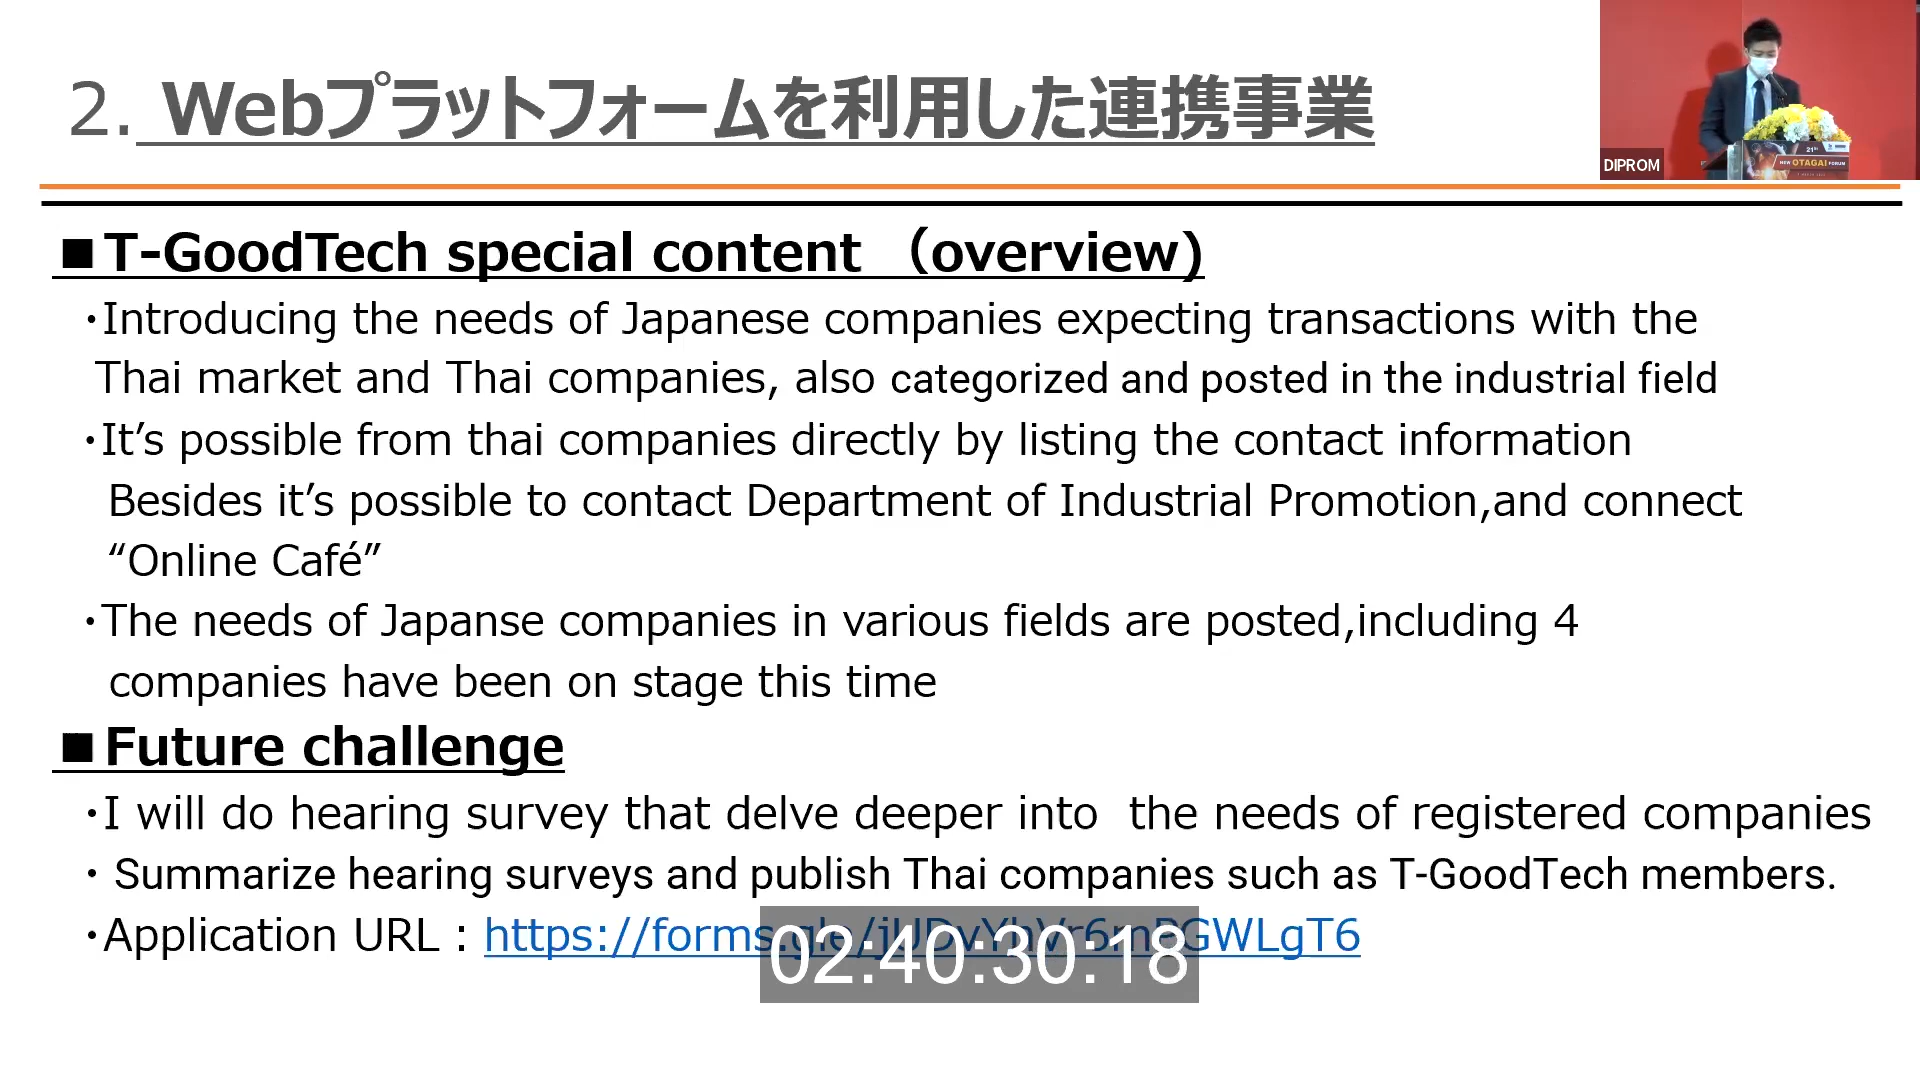 2. Webプラットフォームを利用した連携事業
DIPROM
21st
NEW OTAGAI FORUM
■T-GoodTech special content （overview)
・Introducing the needs of Japanese companies expecting transactions with the
Thai market and Thai companies, also categorized and posted in the industrial field
・It’s possible from thai companies directly by listing the contact information
Besides it’s possible to contact Department of Industrial Promotion,and connect
“Online Café”
・The needs of Japanse companies in various fields are posted,including 4
companies have been on stage this time
■Future challenge
・I will do hearing survey that delve deeper into the needs of registered companies
・Summarize hearing surveys and publish Thai companies such as T-GoodTech members.
・Application URL：
02:40:30:18